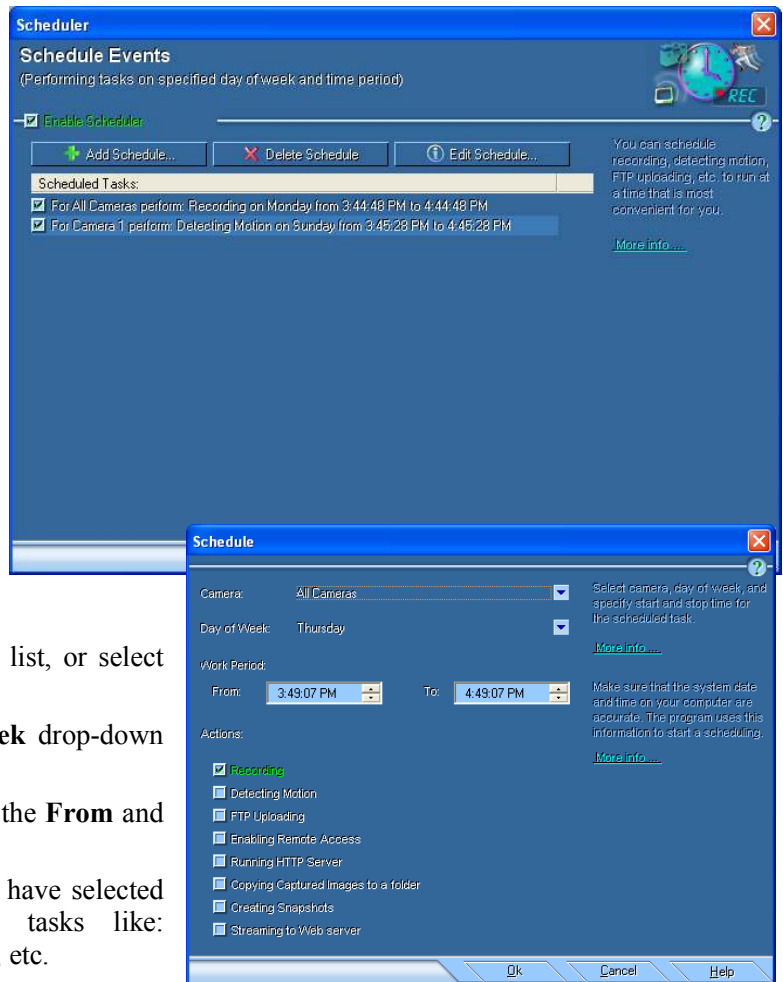 Scheduler
Schedule Events
(Performing tasks on specified day of week and time period)
REC
Enable Scheduler
Add Schedule...
Delete Schedule
Edit Schedule...
Scheduled Tasks:
For All Cameras perform: Recording on Monday from 3:44:48 PM to 4:44:48 PM
For Camera 1 perform: Detecting Motion on Sunday from 3:45:28 PM to 4:45:28 PM
?
You can schedule
recording, detecting motion,
FTP uploading, etc. to run at
a time that is most
convenient for you.
More info ....
list, or select
ek drop-down
the From and
have selected
tasks like:
etc.
Schedule
?
Camera: All Cameras
Day of Week: Thursday
Work Period:
From: 3:49:07 PM To: 4:49:07 PM
Actions:
Recording
Detecting Motion
FTP Uploading
Enabling Remote Access
Running HTTP Server
Copying Captured Images to a folder
Creating Snapshots
Streaming to Web server
Select camera, day of week, and
specify start and stop time for
the scheduled task.
More info ....
Make sure that the system date
and time on your computer are
accurate. The program uses this
information to start a scheduling.
More info ....
Ok
Cancel
Help